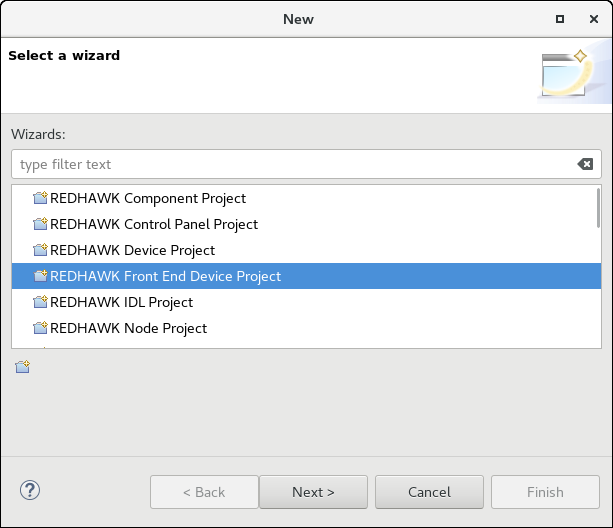 New
Select a wizard
Wizards:
type filter text
REDHAWK Component Project
REDHAWK Control Panel Project
REDHAWK Device Project
REDHAWK Front End Device Project
REDHAWK IDL Project
REDHAWK Node Project
?
< Back Next > Cancel Finish